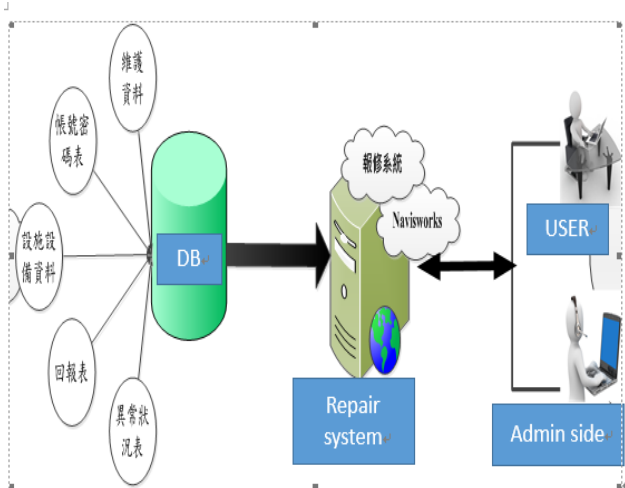 維護
資料
帳號密
碼表
設施設
備資料
回報表
異常狀
況表
DB
報修系統
Navisworks
Repair
system
USER
Admin side